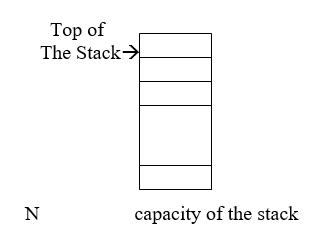 Top of
The Stack
N capacity of the stack